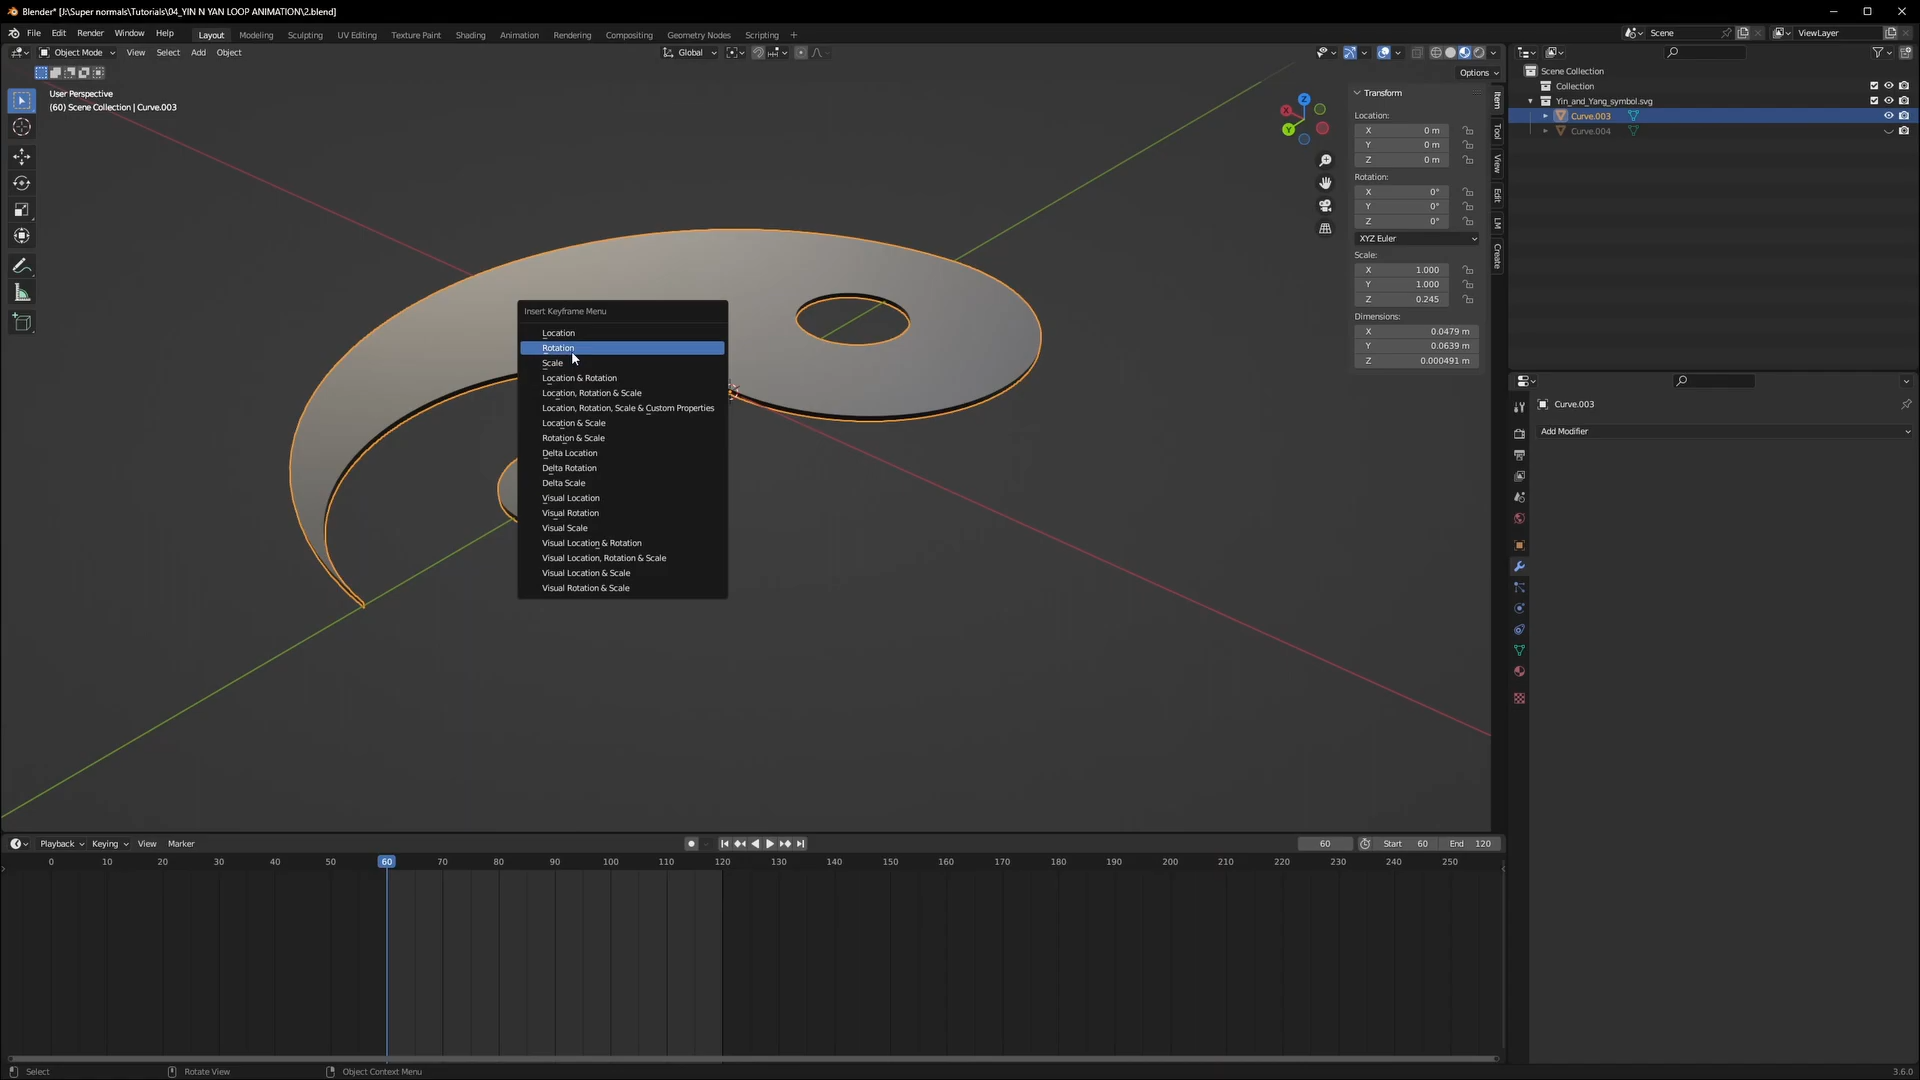 Blender* [J:\Super normals\Tutorials\04_YIN N YAN LOOP ANIMATION\2.blend]
File Edit Render Window Help Layout Modeling Sculpting UV Editing Texture Paint Shading Animation Rendering Compositing Geometry Nodes Scripting + Scene ViewLayer
Object Mode View Select Add Object Global
Options
User Perspective
(60) Scene Collection | Curve.003
Z
X
Y
Transform
Location:
X 0 m
Y 0 m
Z 0 m
Rotation:
X 0°
Y 0°
Z 0°
XYZ Euler
Scale:
X 1.000
Y 1.000
Z 0.245
Dimensions:
X 0.0479 m
Y 0.0639 m
Z 0.000491 m
Item
Tool
View
Edit
LM
Create
Scene Collection
Collection
Yin_and_Yang_symbol.svg
Curve.003
Curve.004
Curve.003
Add Modifier
Insert Keyframe Menu
Location
Rotation
Scale
Location & Rotation
Location, Rotation & Scale
Location, Rotation, Scale & Custom Properties
Location & Scale
Rotation & Scale
Delta Location
Delta Rotation
Delta Scale
Visual Location
Visual Rotation
Visual Scale
Visual Location & Rotation
Visual Location, Rotation & Scale
Visual Location & Scale
Visual Rotation & Scale
Playback Keying View Marker 60 Start 60 End 120
0 10 20 30 40 50 60 70 80 90 100 110 120 130 140 150 160 170 180 190 200 210 220 230 240 250
Select Rotate View Object Context Menu 3.6.0